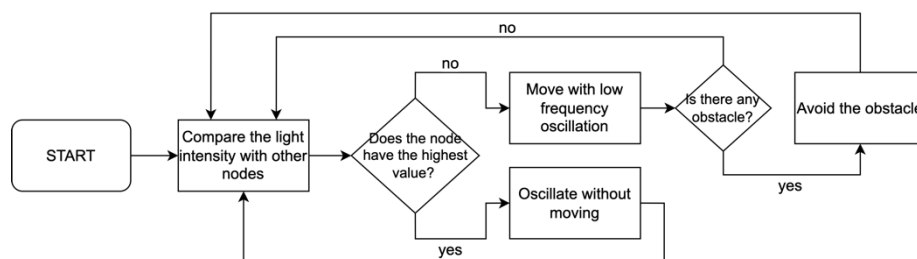 no
no
START
Compare the light
intensity with other
nodes
Does the node
have the highest
value?
Move with low
frequency
oscillation
Is there any
obstacle?
Avoid the obstacle
yes
Oscillate without
moving
yes